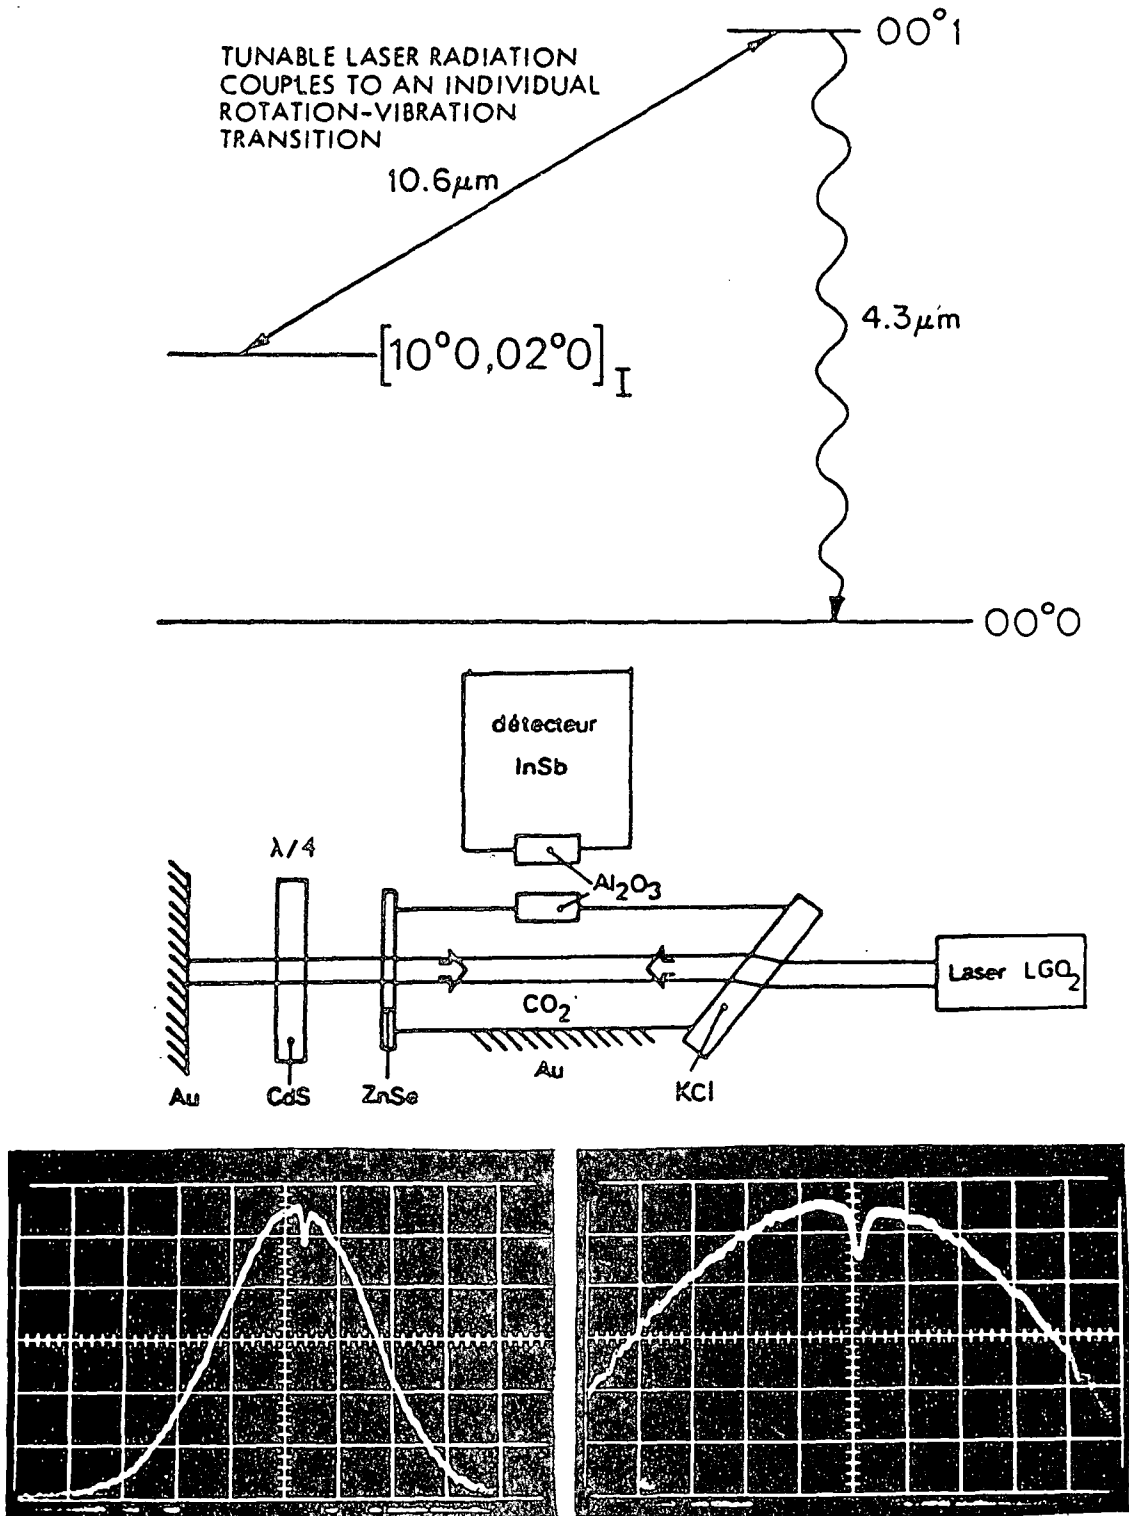 00°1
TUNABLE LASER RADIATION
COUPLES TO AN INDIVIDUAL
ROTATION-VIBRATION
TRANSITION
10.6µm
4.3µm
[10°0,02°0]I
00°0
détecteur
InSb
λ/4
Al2O3
Laser LGO2
CO2
Au
Au
CdS
ZnSe
KCl